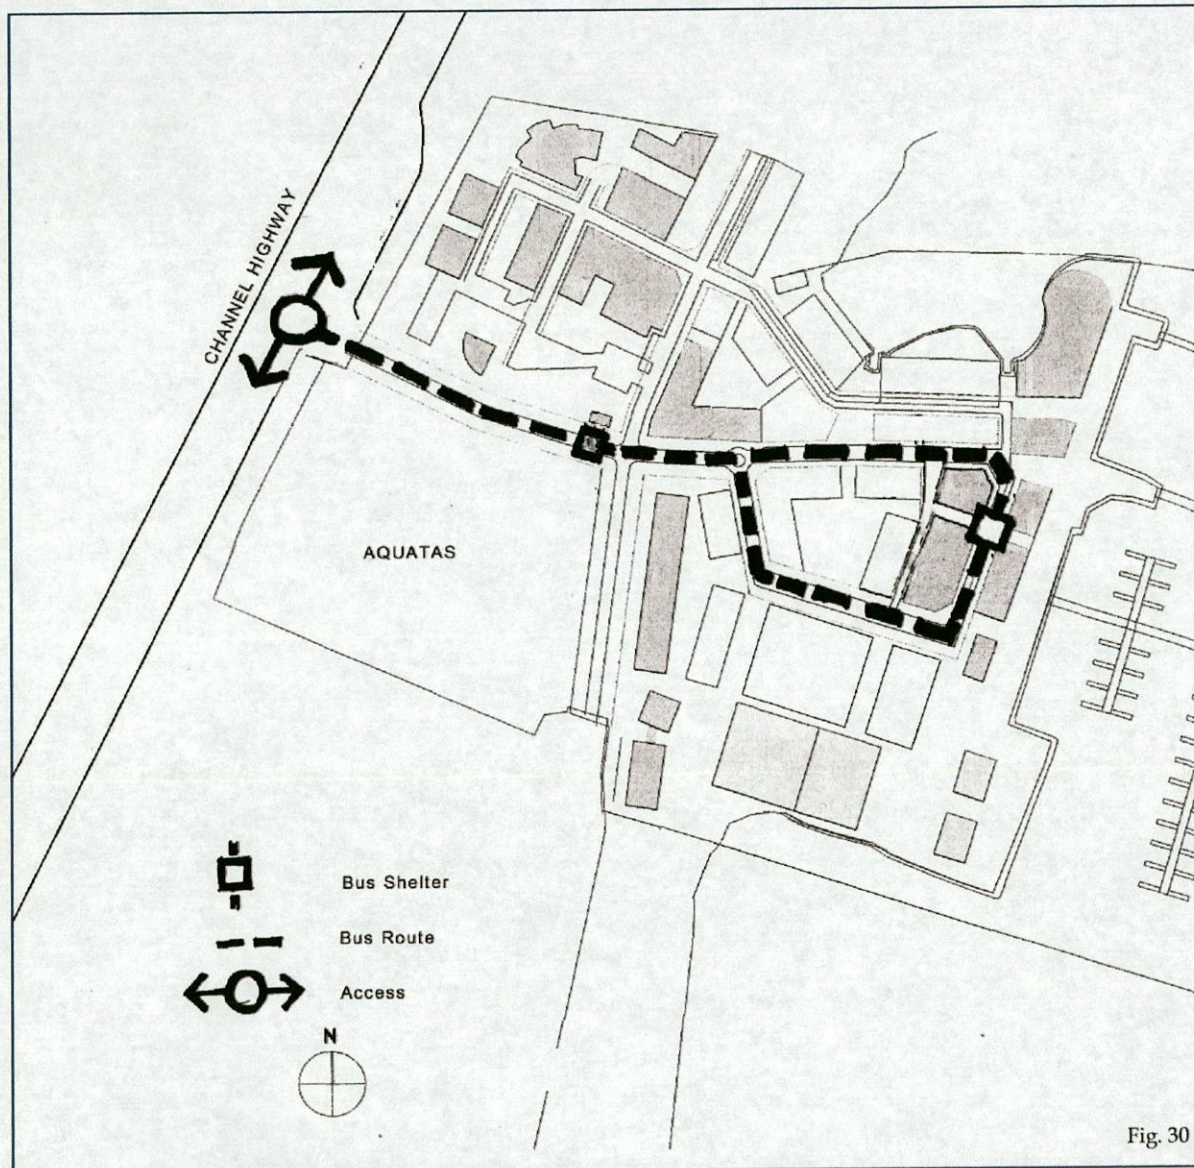 CHANNEL HIGHWAY
AQUATAS
Bus Shelter
Bus Route
Access
N
Fig. 30